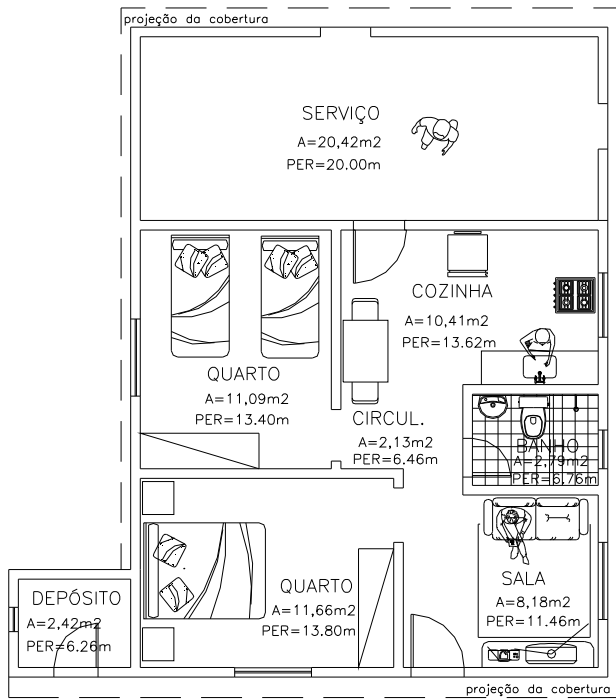 projeção da cobertura
SERVIÇO
A=20,42m2
PER=20.00m
COZINHA
A=10,41m2
PER=13.62m
QUARTO
A=11,09m2
PER=13.40m
CIRCUL.
A=2,13m2
PER=6.46m
BANHO
A=2,79m2
PER=6.76m
QUARTO
A=11,66m2
PER=13.80m
SALA
A=8,18m2
PER=11.46m
DEPÓSITO
A=2,42m2
PER=6.26m
projeção da cobertura